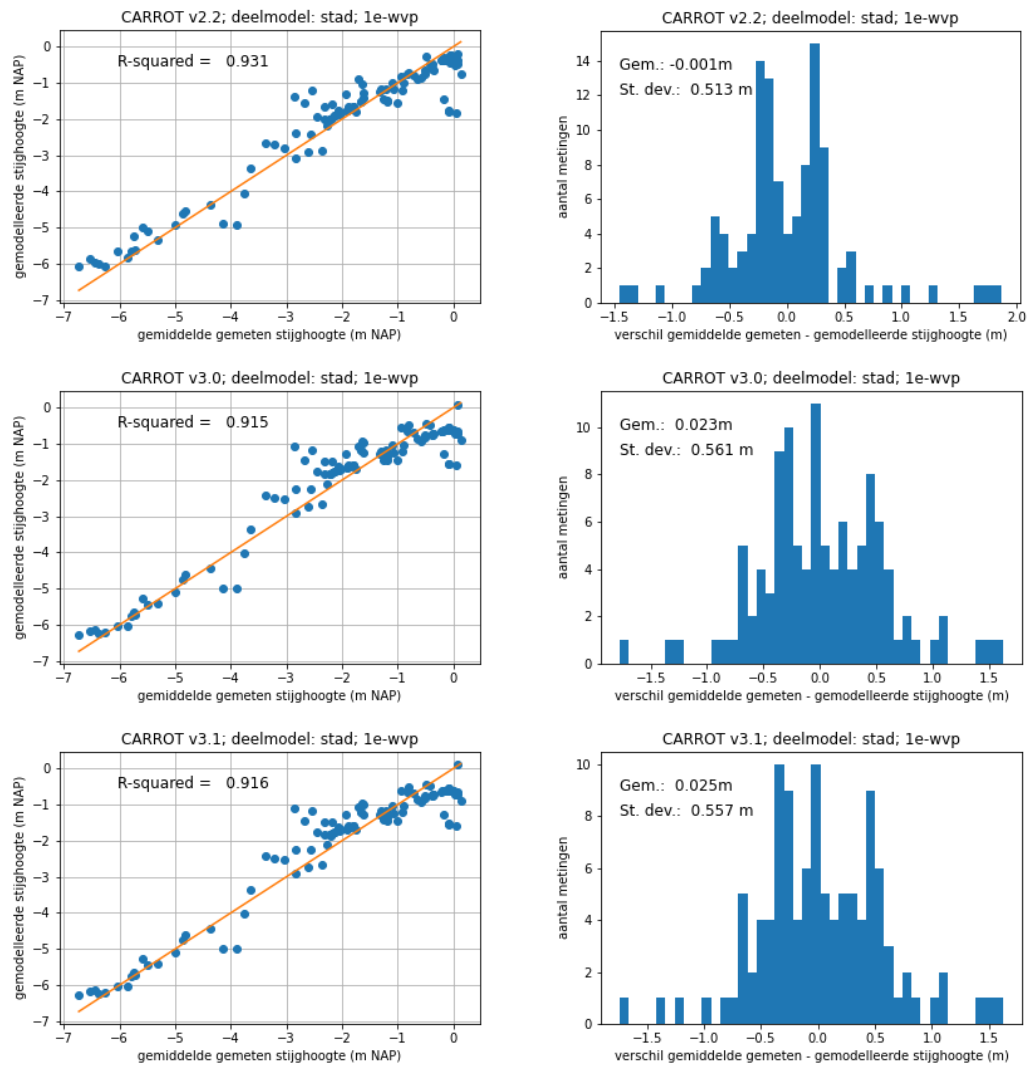 CARROT v2.2; deelmodel: stad; 1e-wvp
R-squared = 0.931
gemodelleerde stijghoogte (m NAP)
0
−1
−2
−3
−4
−5
−6
−7
−7 −6 −5 −4 −3 −2 −1 0
gemiddelde gemeten stijghoogte (m NAP)
CARROT v2.2; deelmodel: stad; 1e-wvp
Gem.: -0.001m
St. dev.: 0.513 m
aantal metingen
14
12
10
8
6
4
2
0
−1.5 −1.0 −0.5 0.0 0.5 1.0 1.5 2.0
verschil gemiddelde gemeten - gemodelleerde stijghoogte (m)
CARROT v3.0; deelmodel: stad; 1e-wvp
R-squared = 0.915
gemodelleerde stijghoogte (m NAP)
0
−1
−2
−3
−4
−5
−6
−7
−7 −6 −5 −4 −3 −2 −1 0
gemiddelde gemeten stijghoogte (m NAP)
CARROT v3.0; deelmodel: stad; 1e-wvp
Gem.: 0.023m
St. dev.: 0.561 m
aantal metingen
10
8
6
4
2
0
−1.5 −1.0 −0.5 0.0 0.5 1.0 1.5
verschil gemiddelde gemeten - gemodelleerde stijghoogte (m)
CARROT v3.1; deelmodel: stad; 1e-wvp
R-squared = 0.916
gemodelleerde stijghoogte (m NAP)
0
−1
−2
−3
−4
−5
−6
−7
−7 −6 −5 −4 −3 −2 −1 0
gemiddelde gemeten stijghoogte (m NAP)
CARROT v3.1; deelmodel: stad; 1e-wvp
Gem.: 0.025m
St. dev.: 0.557 m
aantal metingen
10
8
6
4
2
0
−1.5 −1.0 −0.5 0.0 0.5 1.0 1.5
verschil gemiddelde gemeten - gemodelleerde stijghoogte (m)